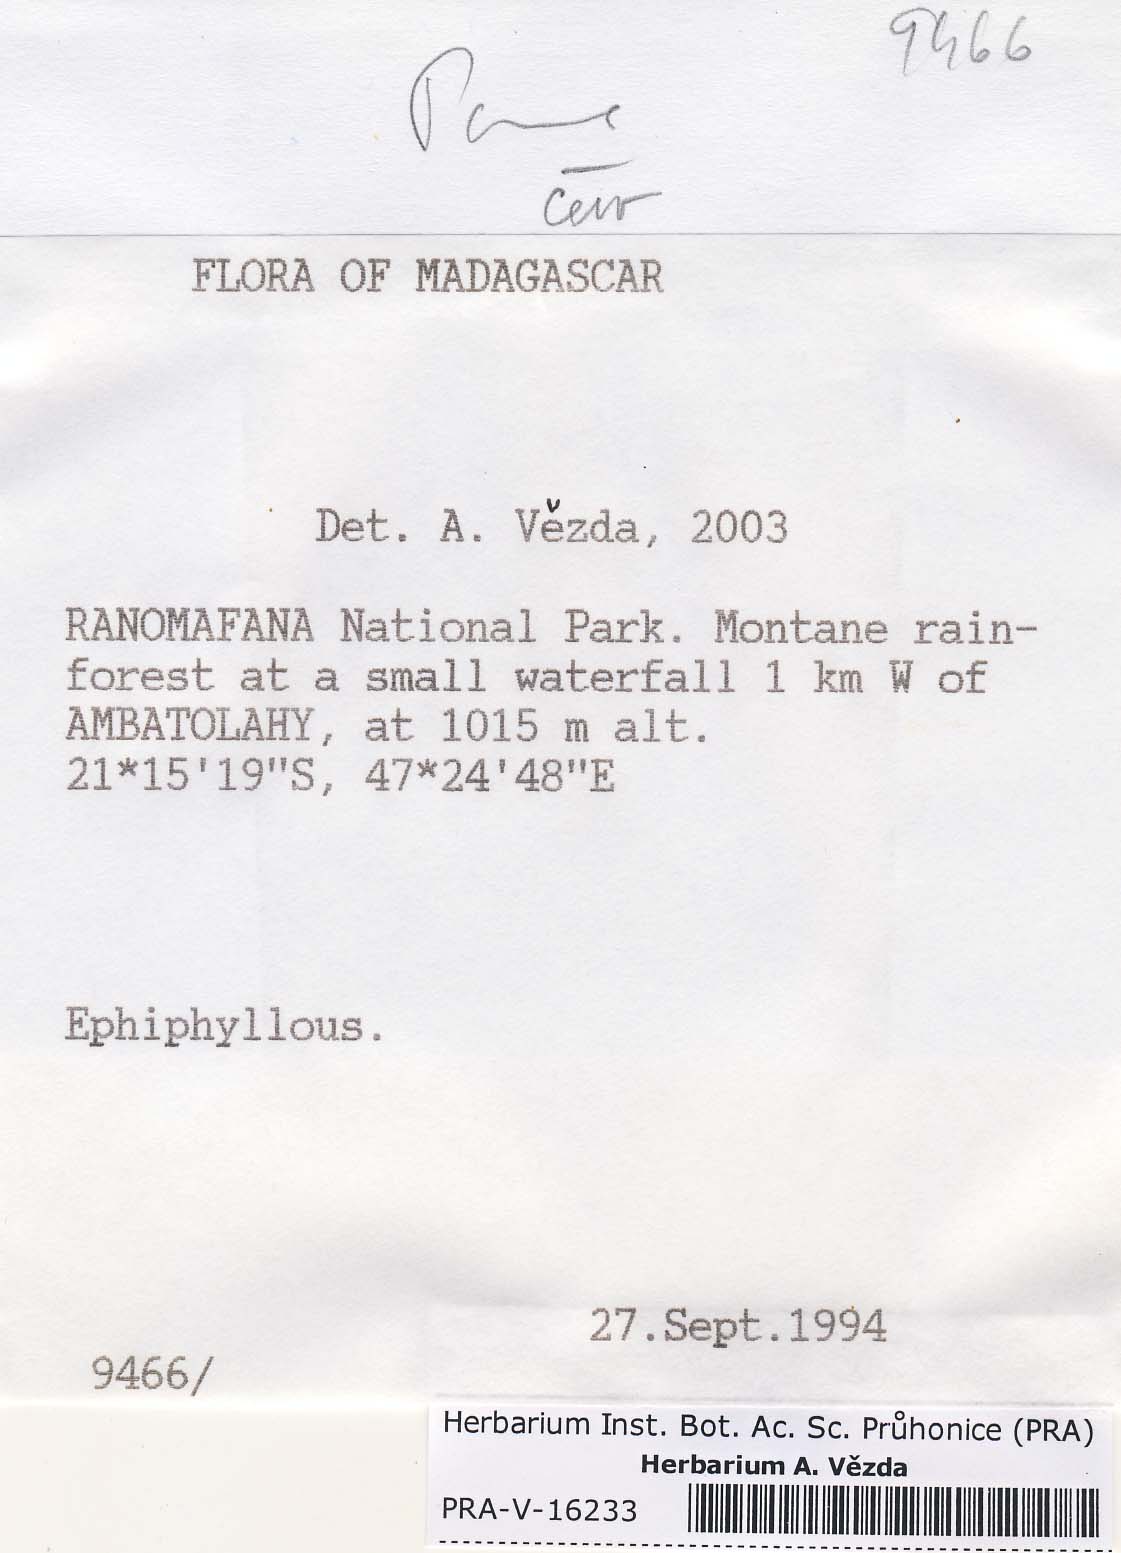 9466
FLORA OF MADAGASCAR
Det. A. Vězda, 2003
RANOMAFANA National Park. Montane rain-
forest at a small waterfall 1 km W of
AMBATOLAHY, at 1015 m alt.
21*15'19"S, 47*24'48"E
Ephiphyllous.
27.Sept.1994
9466/
Herbarium Inst. Bot. Ac. Sc. Průhonice (PRA)
Herbarium A. Vězda
PRA-V-16233